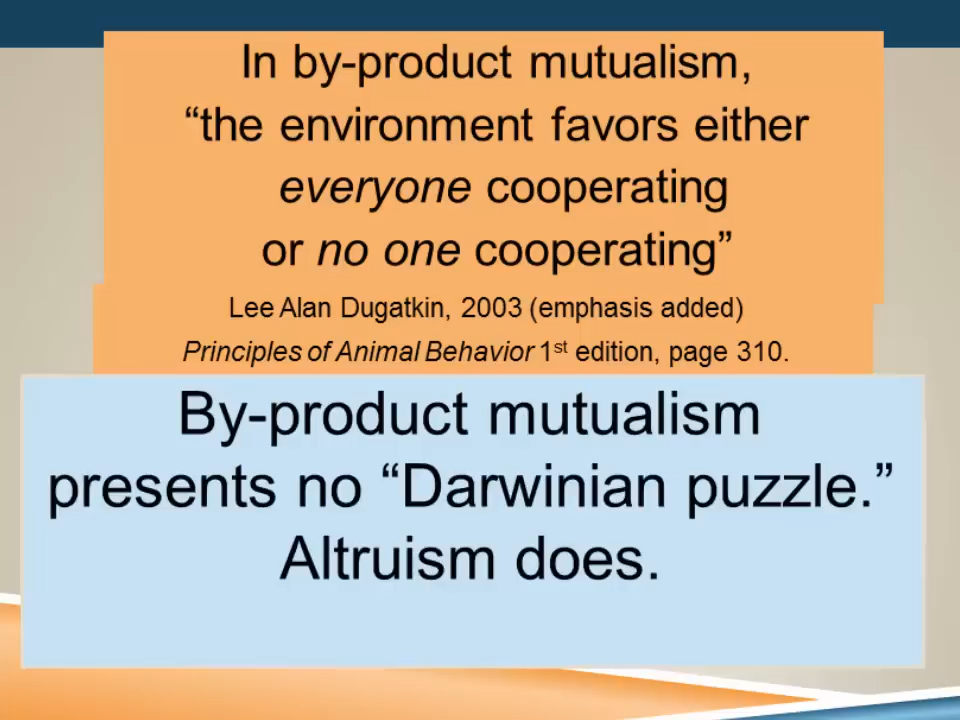 In by-product mutualism,
“the environment favors either
everyone cooperating
or no one cooperating”
Lee Alan Dugatkin, 2003 (emphasis added)
Principles of Animal Behavior 1st edition, page 310.
By-product mutualism
presents no “Darwinian puzzle.”
Altruism does.